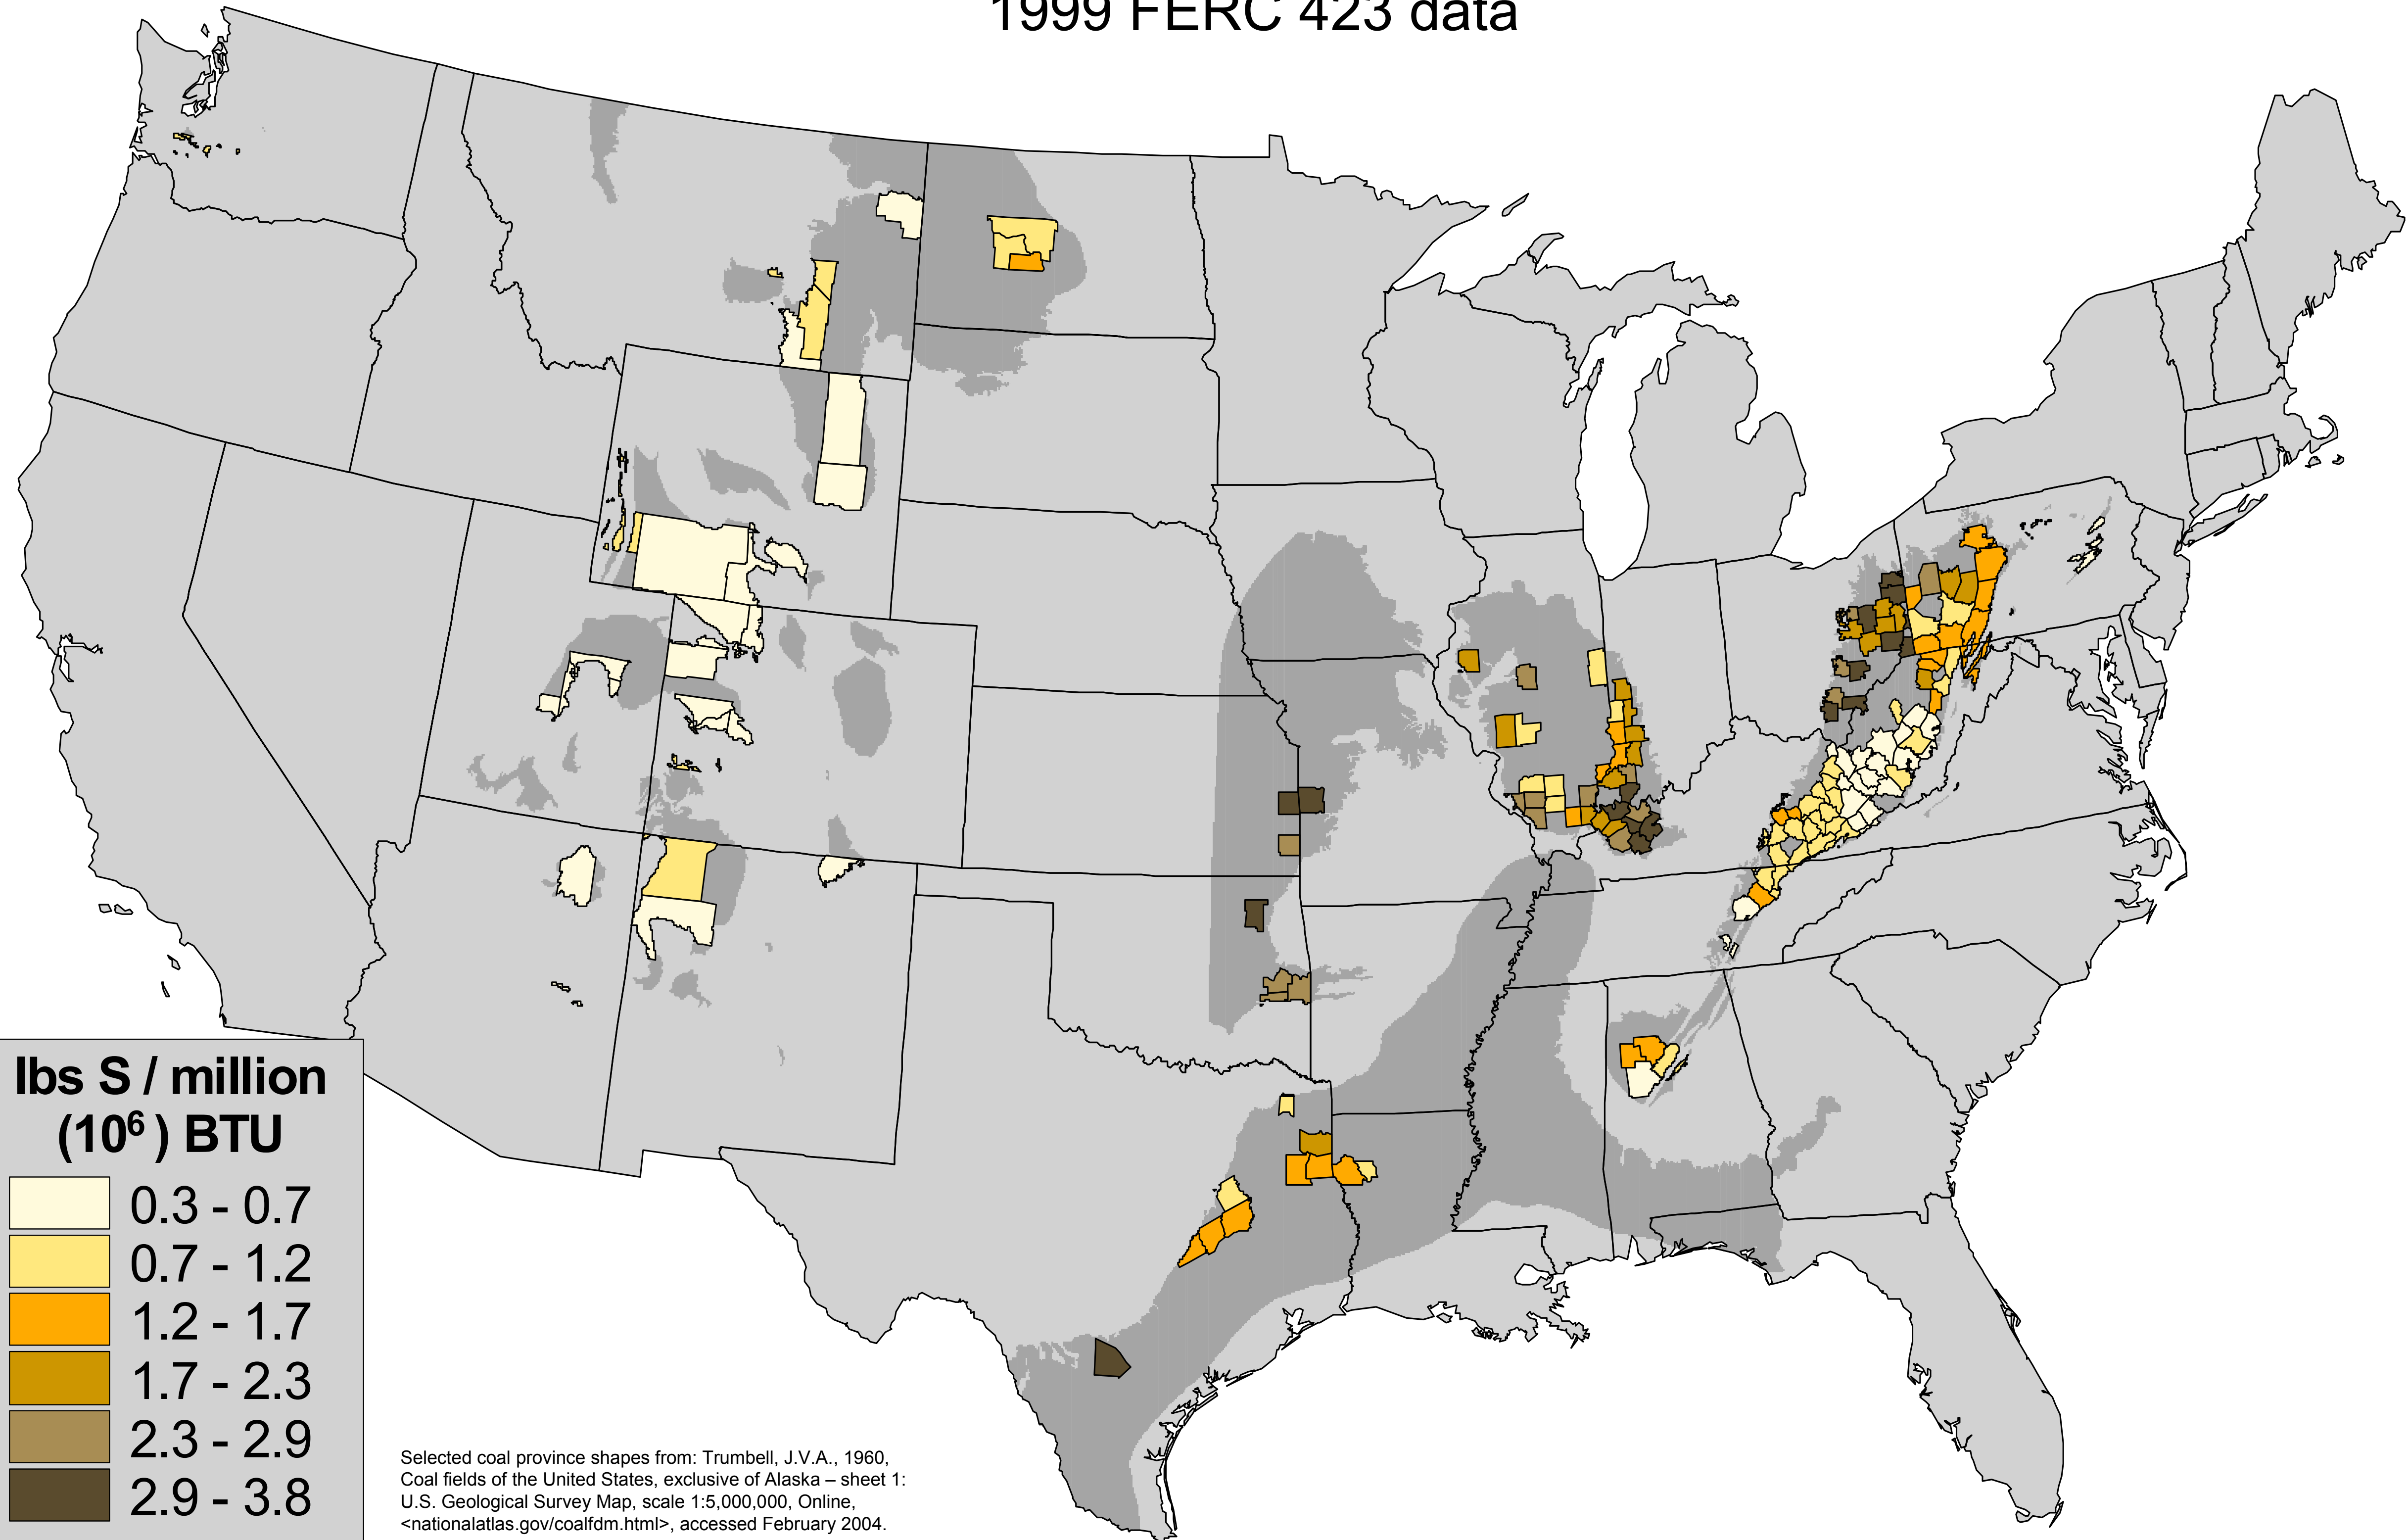 1999 FERC 423 data
lbs S / million
(10⁶ ) BTU
0.3 - 0.7
0.7 - 1.2
1.2 - 1.7
1.7 - 2.3
2.3 - 2.9
2.9 - 3.8
Selected coal province shapes from: Trumbell, J.V.A., 1960,
Coal fields of the United States, exclusive of Alaska – sheet 1:
U.S. Geological Survey Map, scale 1:5,000,000, Online,
<nationalatlas.gov/coalfdm.html>, accessed February 2004.